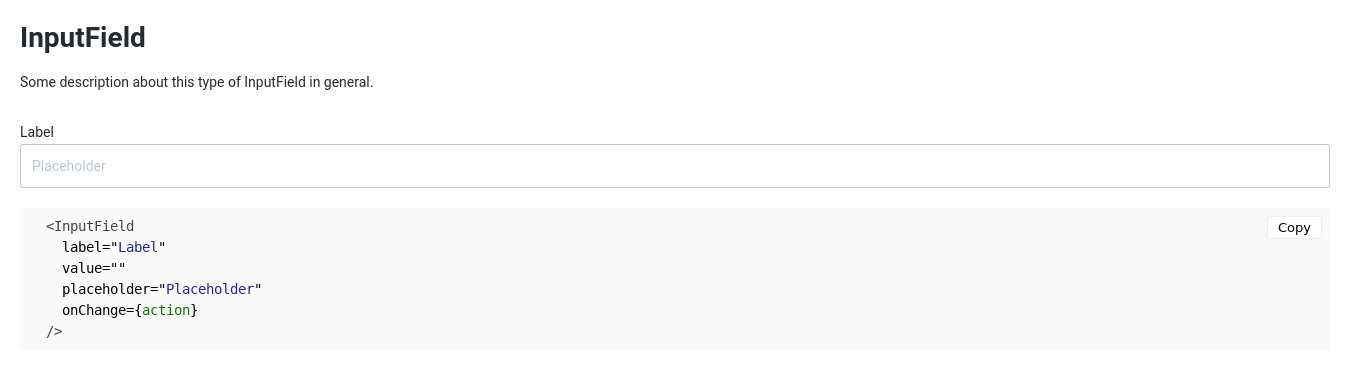 InputField
Some description about this type of InputField in general.
Label
Placeholder
<InputField
Copy
label="Label"
value=""
placeholder="Placeholder"
onChange={action}
/>